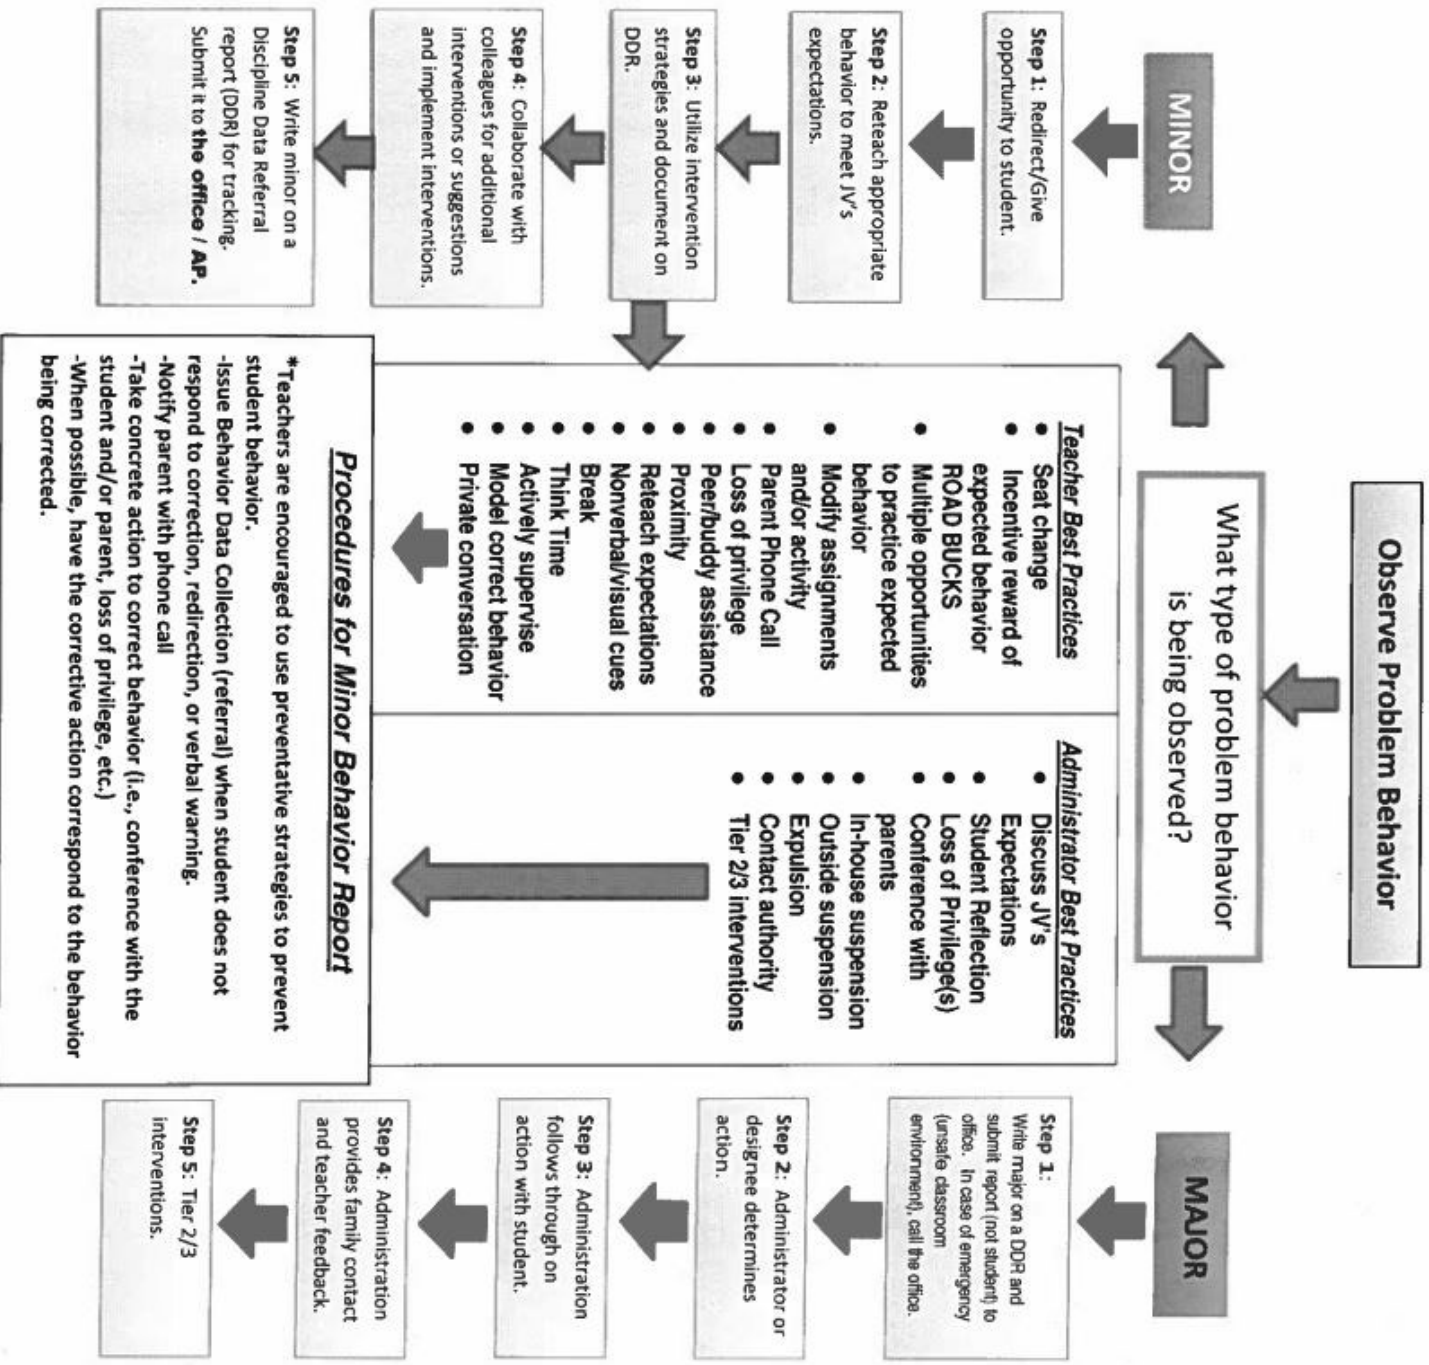 Observe Problem Behavior
What type of problem behavior
is being observed?
MINOR
Step 1: Redirect/Give
opportunity to student.
Step 2: Reteach appropriate
behavior to meet JV's
expectations.
Step 3: Utilize intervention
strategies and document on
DDR.
Step 4: Collaborate with
colleagues for additional
interventions or suggestions
and implement interventions.
Step 5: Write minor on a
Discipline Data Referral
report (DDR) for tracking.
Submit it to the office / AP.
Teacher Best Practices
• Seat change
• Incentive reward of
expected behavior
ROAD BUCKS
• Multiple opportunities
to practice expected
behavior
• Modify assignments
and/or activity
• Parent Phone Call
• Loss of privilege
• Peer/buddy assistance
• Proximity
• Reteach expectations
• Nonverbal/visual cues
• Break
• Think Time
• Actively supervise
• Model correct behavior
• Private conversation
Administrator Best Practices
• Discuss JV's
Expectations
• Student Reflection
• Loss of Privilege(s)
• Conference with
parents
• In-house suspension
• Outside suspension
• Expulsion
• Contact authority
• Tier 2/3 interventions
Procedures for Minor Behavior Report
*Teachers are encouraged to use preventative strategies to prevent
student behavior.
-Issue Behavior Data Collection (referral) when student does not
respond to correction, redirection, or verbal warning.
-Notify parent with phone call
-Take concrete action to correct behavior (i.e., conference with the
student and/or parent, loss of privilege, etc.)
-When possible, have the corrective action correspond to the behavior
being corrected.
MAJOR
Step 1:
Write major on a DDR and
submit report (not student) to
office. In case of emergency
(unsafe classroom
environment), call the office.
Step 2: Administrator or
designee determines
action.
Step 3: Administration
follows through on
action with student.
Step 4: Administration
provides family contact
and teacher feedback.
Step 5: Tier 2/3
interventions.